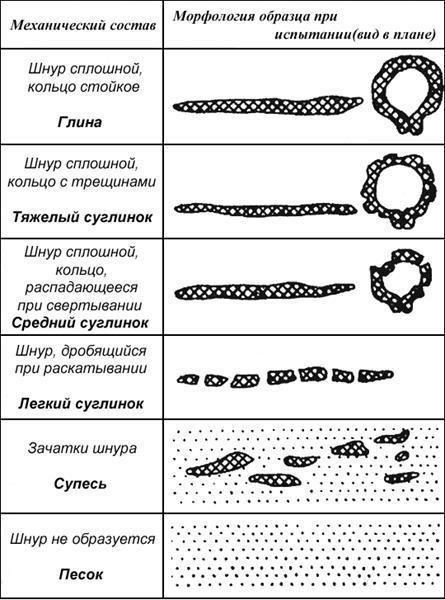 Механический состав
Морфология образца при
испытании(вид в плане)
Шнур сплошной,
кольцо стойкое
Глина
Шнур сплошной,
кольцо с трещинами
Тяжелый суглинок
Шнур сплошной,
кольцо,
распадающееся
при свертывании
Средний суглинок
Шнур, дробящийся
при раскатывании
Легкий суглинок
Зачатки шнура
Супесь
Шнур не образуется
Песок